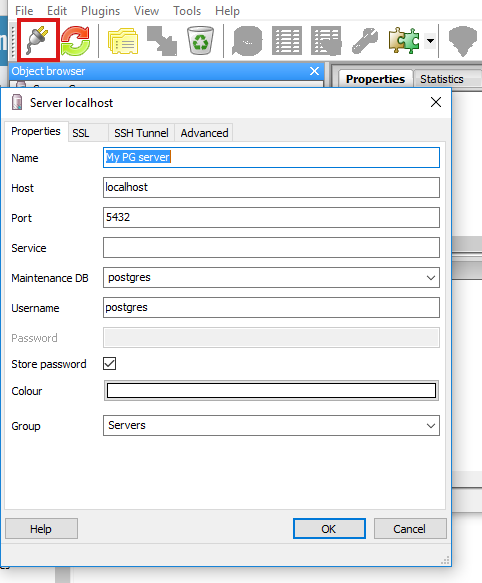 File Edit Plugins View Tools Help
Object browser
Properties Statistics
Server localhost
Properties SSL SSH Tunnel Advanced
Name My PG server
Host localhost
Port 5432
Service
Maintenance DB postgres
Username postgres
Password
Store password
Colour
Group Servers
Help OK Cancel